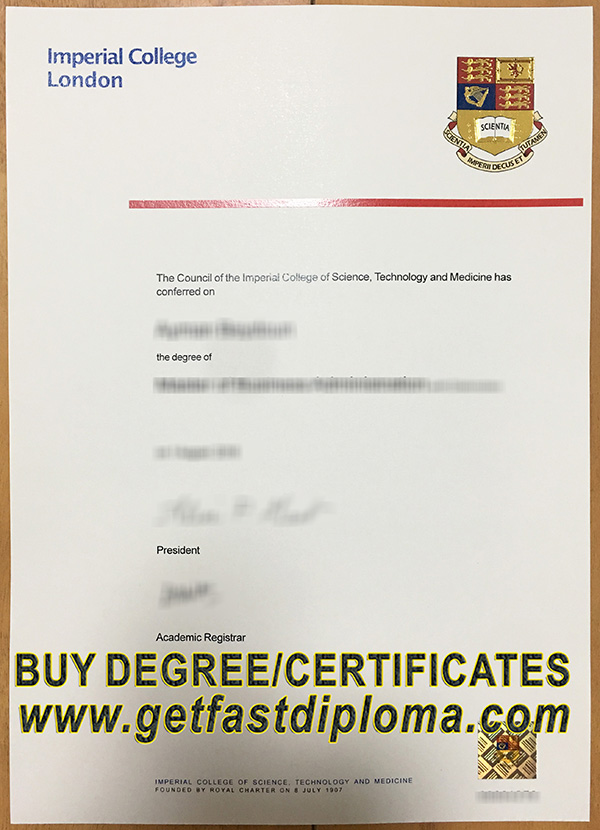 Imperial College
London
SCIENTIA
SCIENTIA IMPERII DECUS ET TUTAMEN
The Council of the Imperial College of Science, Technology and Medicine has
conferred on
the degree of
President
Academic Registrar
BUY DEGREE/CERTIFICATES
www.getfastdiploma.com
IMPERIAL COLLEGE OF SCIENCE, TECHNOLOGY AND MEDICINE
FOUNDED BY ROYAL CHARTER ON 8 JULY 1907